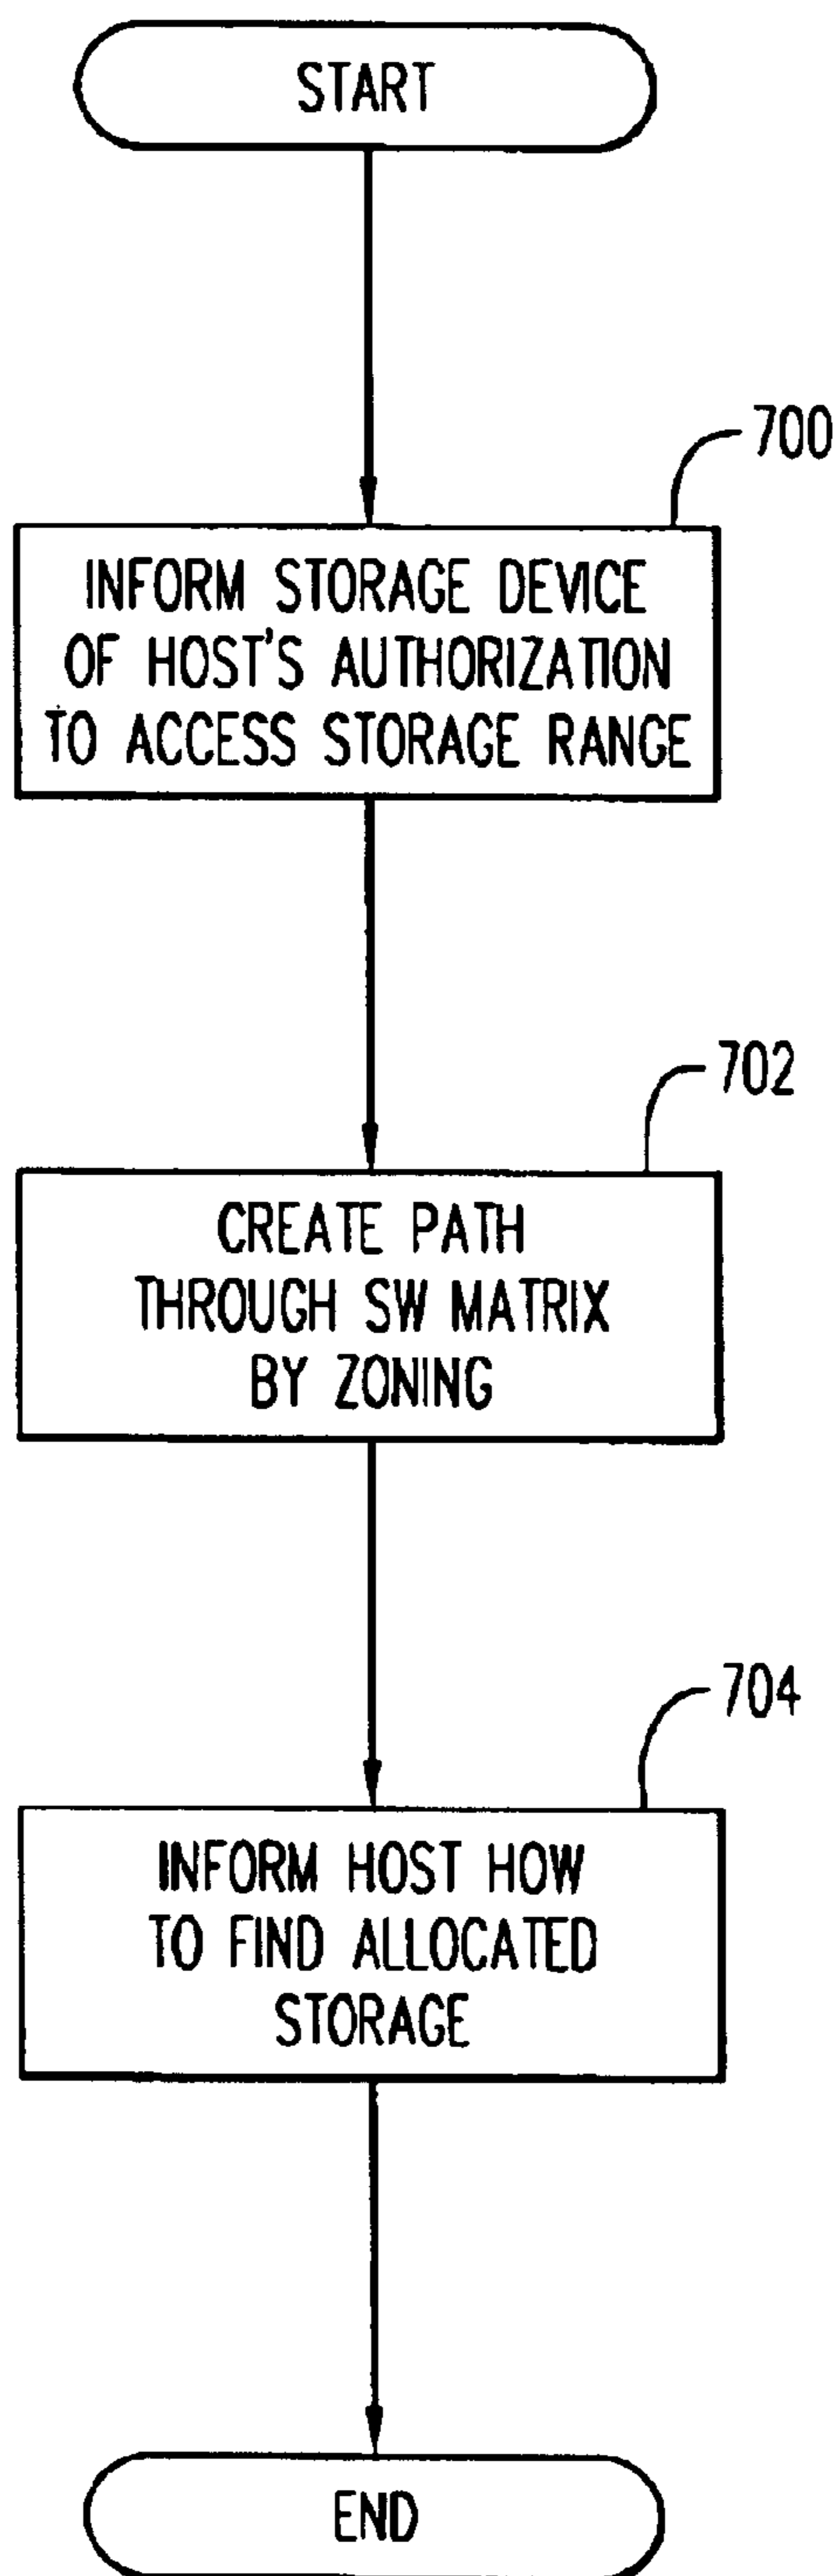 START
700
INFORM STORAGE DEVICE
OF HOST'S AUTHORIZATION
TO ACCESS STORAGE RANGE
702
CREATE PATH
THROUGH SW MATRIX
BY ZONING
704
INFORM HOST HOW
TO FIND ALLOCATED
STORAGE
END